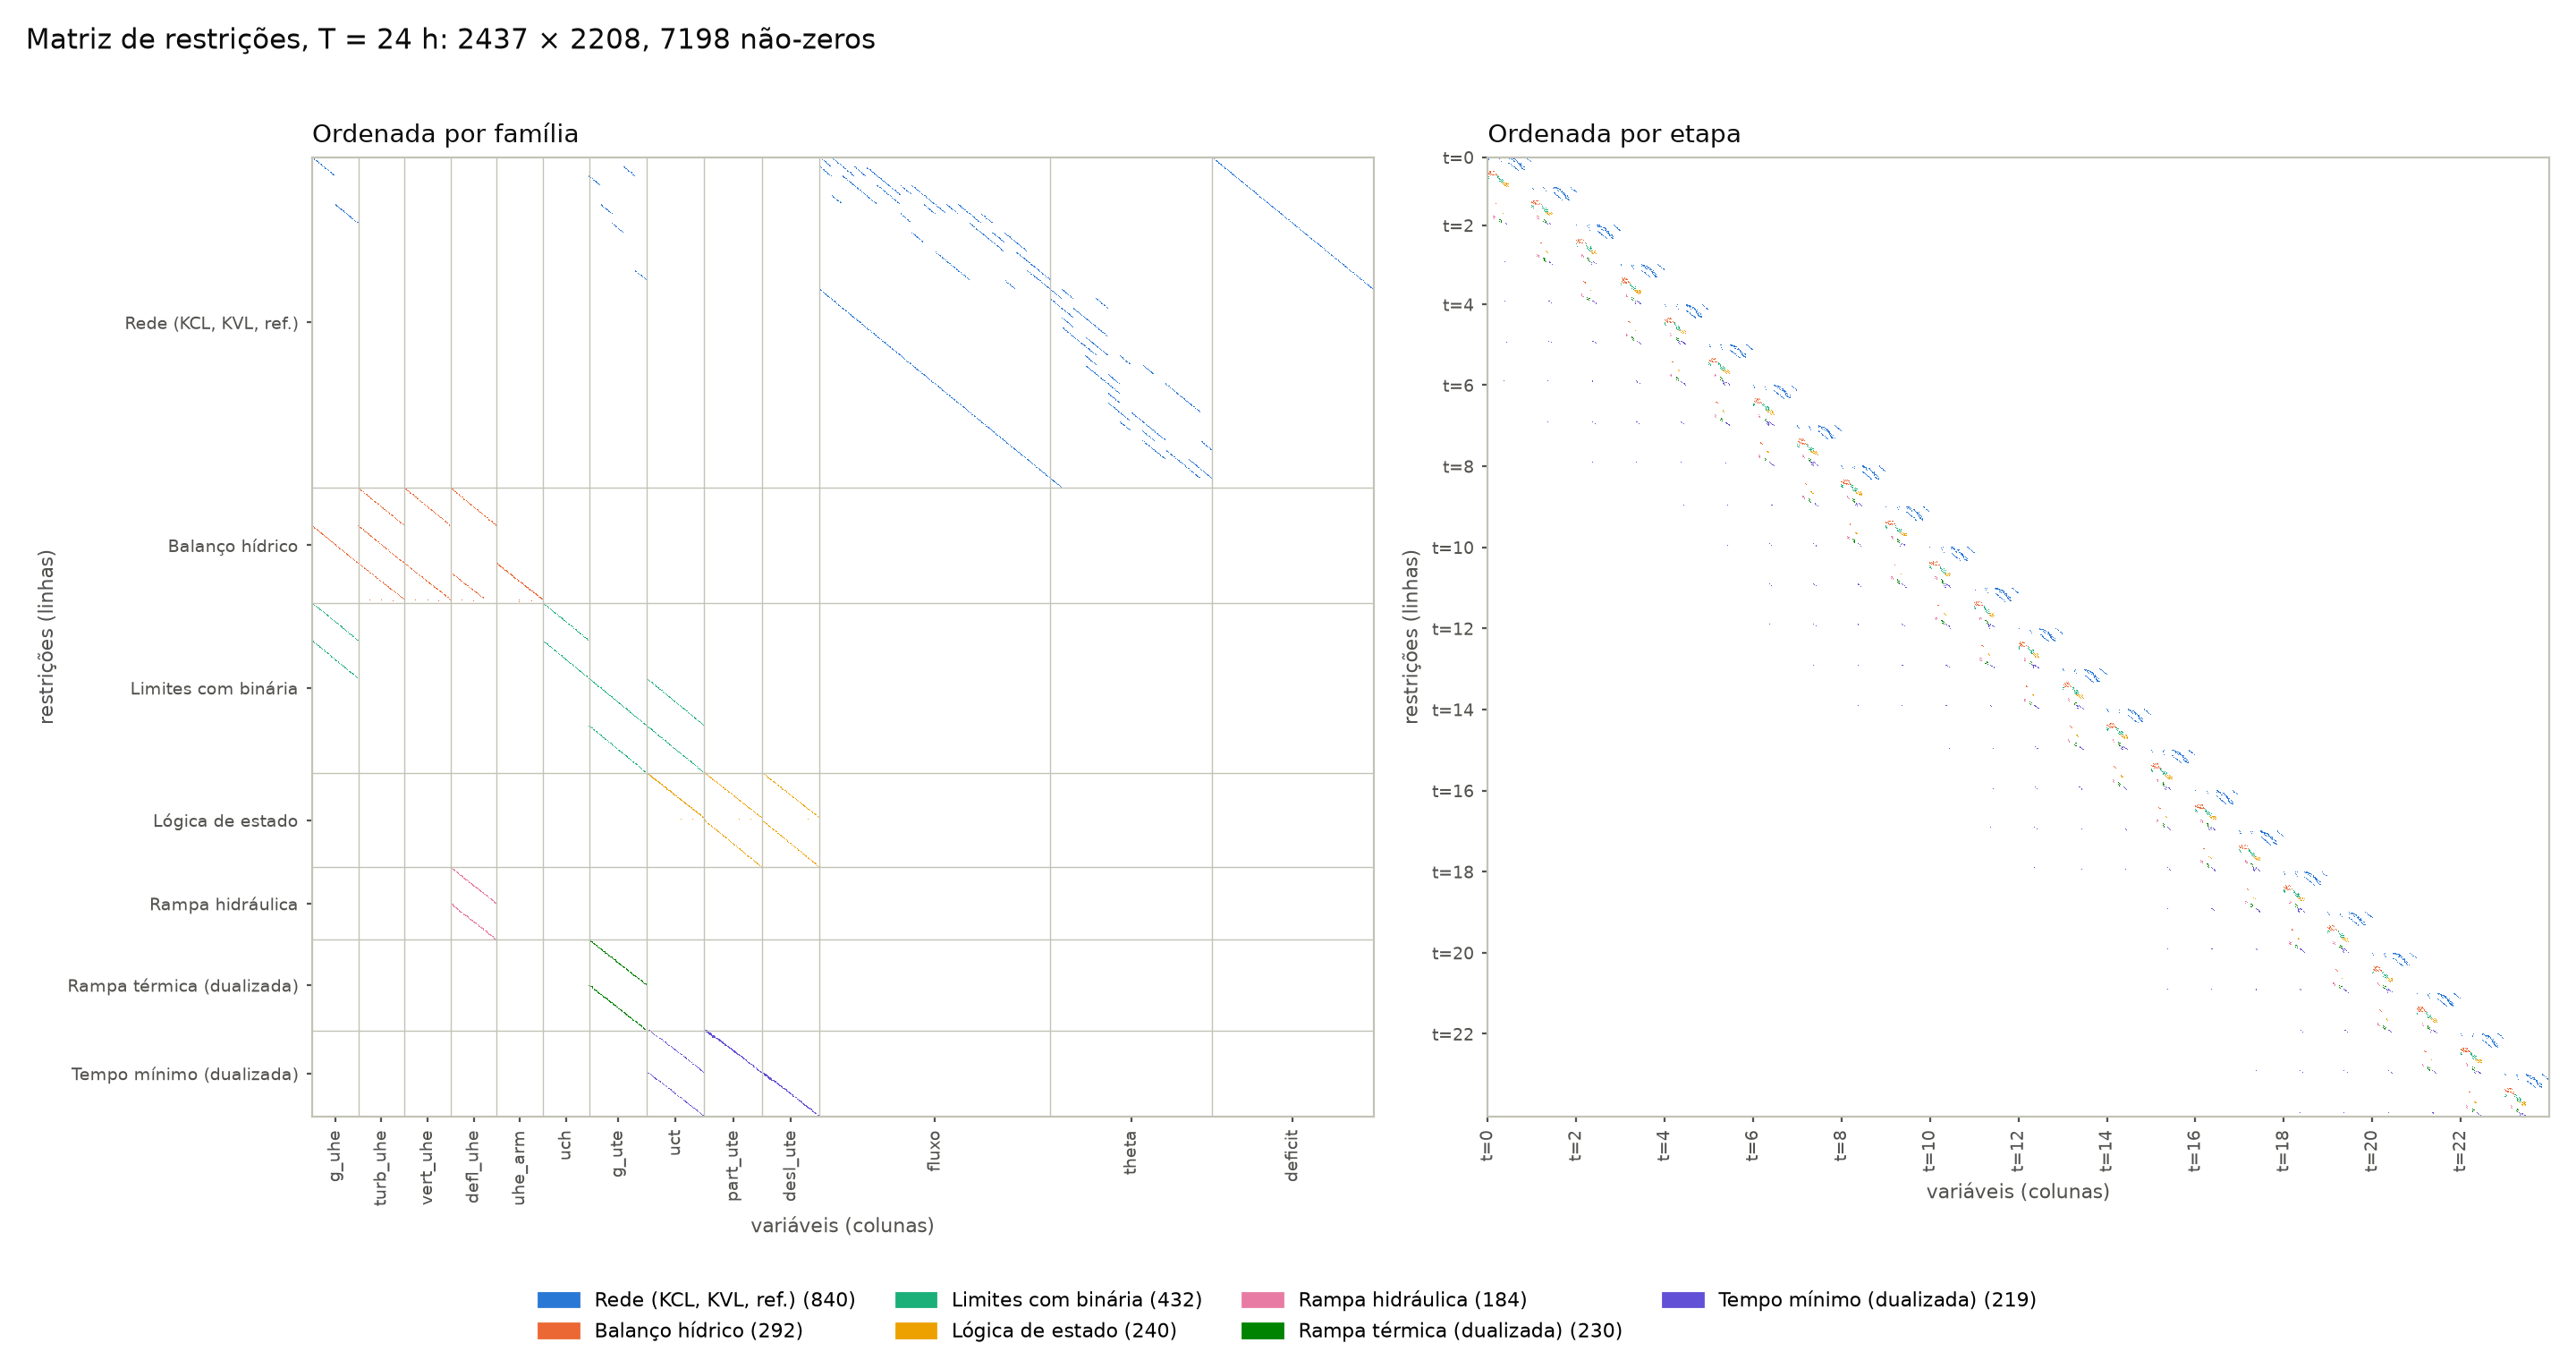 Matriz de restrições, T = 24 h: 2437 × 2208, 7198 não-zeros
Ordenada por família
restrições (linhas)
Rede (KCL, KVL, ref.)
Balanço hídrico
Limites com binária
Lógica de estado
Rampa hidráulica
Rampa térmica (dualizada)
Tempo mínimo (dualizada)
g_uhe
turb_uhe
vert_uhe
defl_uhe
uhe_arm
uch
g_ute
uct
part_ute
desl_ute
fluxo
theta
deficit
variáveis (colunas)
Ordenada por etapa
restrições (linhas)
t=0
t=2
t=4
t=6
t=8
t=10
t=12
t=14
t=16
t=18
t=20
t=22
t=0
t=2
t=4
t=6
t=8
t=10
t=12
t=14
t=16
t=18
t=20
t=22
variáveis (colunas)
Rede (KCL, KVL, ref.) (840)
Balanço hídrico (292)
Limites com binária (432)
Lógica de estado (240)
Rampa hidráulica (184)
Rampa térmica (dualizada) (230)
Tempo mínimo (dualizada) (219)